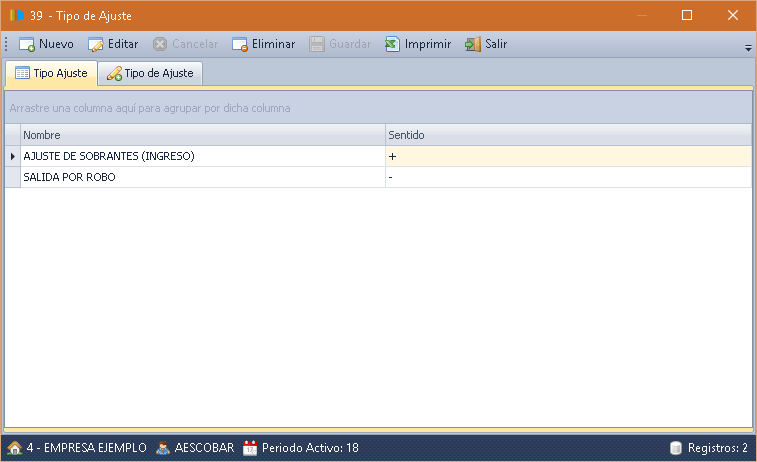 39 - Tipo de Ajuste
Nuevo Editar Cancelar Eliminar Guardar Imprimir Salir
Tipo Ajuste Tipo de Ajuste
Arrastre una columna aquí para agrupar por dicha columna
Nombre Sentido
AJUSTE DE SOBRANTES (INGRESO) +
SALIDA POR ROBO -
4 - EMPRESA EJEMPLO AESCOBAR Periodo Activo: 18 Registros: 2